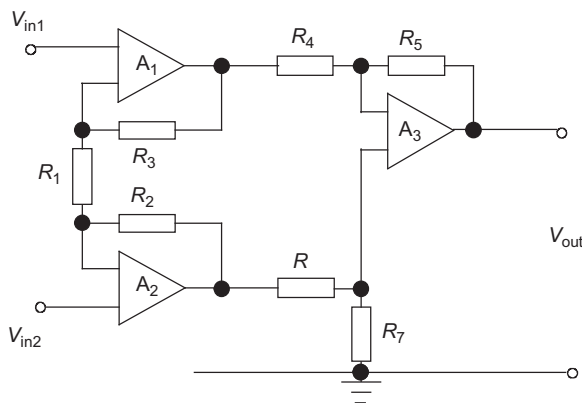 V_in1
R_4
R_5
A_1
A_3
R_3
R_1
R_2
V_out
R
A_2
V_in2
R_7